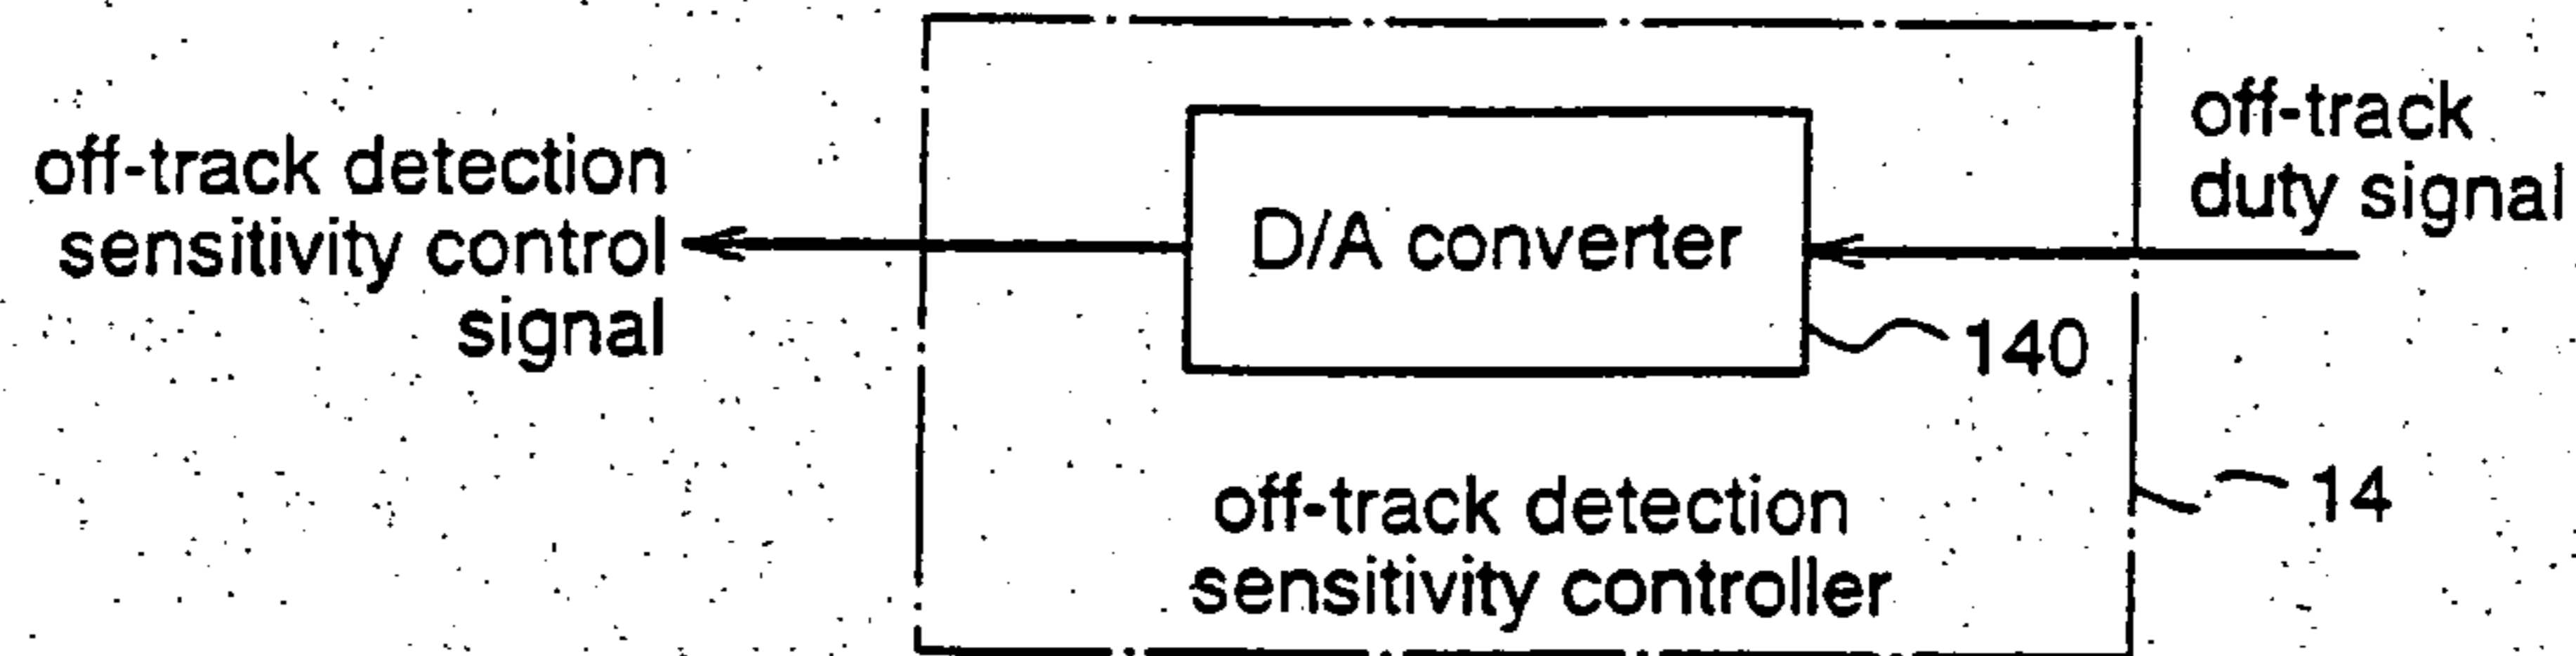 off-track detection
sensitivity control
signal
D/A converter
off-track
duty signal
140
14
off-track detection
sensitivity controller